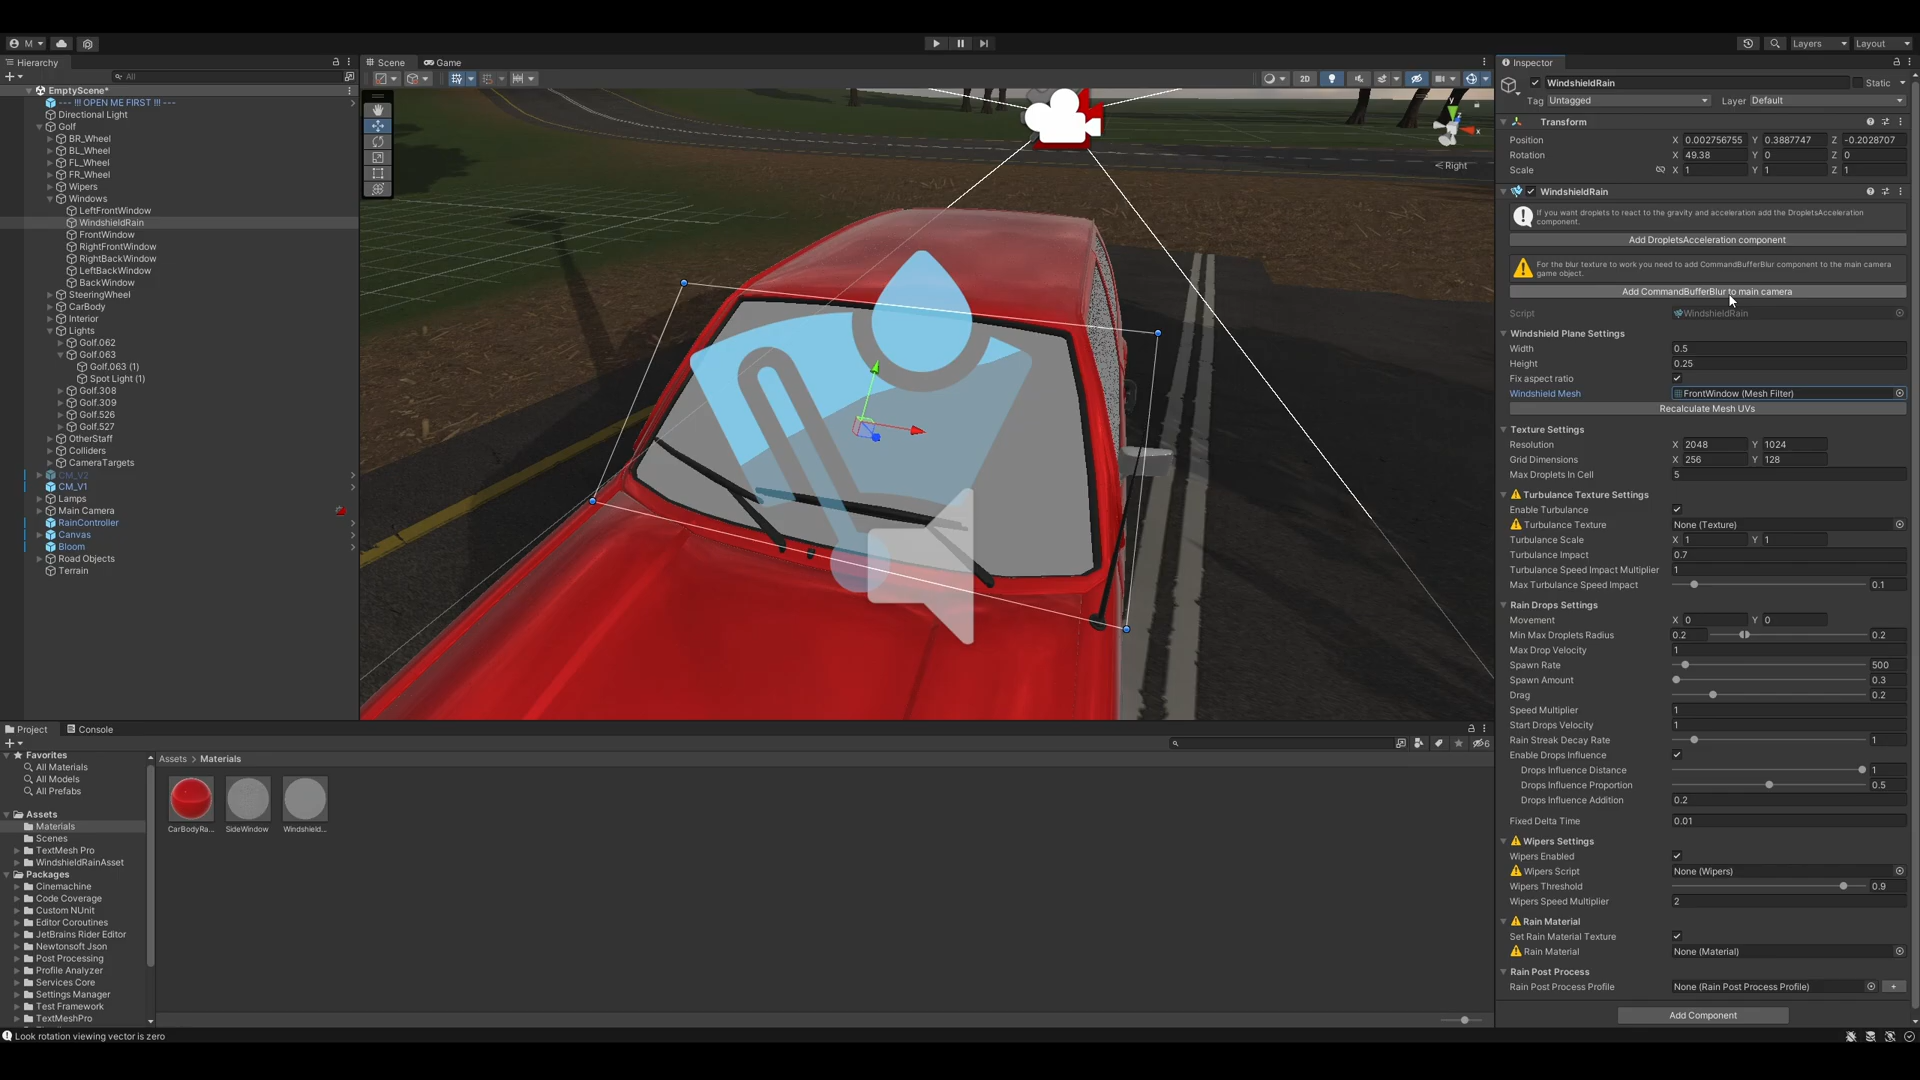 M
Layers
Layout
Hierarchy
All
EmptyScene*
--- !!! OPEN ME FIRST !!! ---
Directional Light
Golf
BR_Wheel
BL_Wheel
FL_Wheel
FR_Wheel
Wipers
Windows
LeftFrontWindow
WindshieldRain
FrontWindow
RightFrontWindow
RightBackWindow
LeftBackWindow
BackWindow
SteeringWheel
CarBody
Interior
Lights
Golf.062
Golf.063
Golf.063 (1)
Spot Light (1)
Golf.308
Golf.309
Golf.526
Golf.527
OtherStaff
Colliders
CameraTargets
CM_V2
CM_V1
Lamps
Main Camera
RainController
Canvas
Bloom
Road Objects
Terrain
Scene
Game
2D
y
x
Right
Inspector
WindshieldRain
Static
Tag Untagged
Layer Default
Transform
Position X 0.002756755 Y 0.3887747 Z -0.2028707
Rotation X 49.38 Y 0 Z 0
Scale X 1 Y 1 Z 1
WindshieldRain
If you want droplets to react to the gravity and acceleration add the DropletsAcceleration
component.
Add DropletsAcceleration component
For the blur texture to work you need to add CommandBufferBlur component to the main camera
game object.
Add CommandBufferBlur to main camera
Script WindshieldRain
Windshield Plane Settings
Width 0.5
Height 0.25
Fix aspect ratio
Windshield Mesh FrontWindow (Mesh Filter)
Recalculate Mesh UVs
Texture Settings
Resolution X 2048 Y 1024
Grid Dimensions X 256 Y 128
Max Droplets In Cell 5
Turbulance Texture Settings
Enable Turbulance
Turbulance Texture None (Texture)
Turbulance Scale X 1 Y 1
Turbulance Impact 0.7
Turbulance Speed Impact Multiplier 1
Max Turbulance Speed Impact 0.1
Rain Drops Settings
Movement X 0 Y 0
Min Max Droplets Radius 0.2 0.2
Max Drop Velocity 1
Spawn Rate 500
Spawn Amount 0.3
Drag 0.2
Speed Multiplier 1
Start Drops Velocity 1
Rain Streak Decay Rate 1
Enable Drops Influence
Drops Influence Distance 1
Drops Influence Proportion 0.5
Drops Influence Addition 0.2
Fixed Delta Time 0.01
Wipers Settings
Wipers Enabled
Wipers Script None (Wipers)
Wipers Threshold 0.9
Wipers Speed Multiplier 2
Rain Material
Set Rain Material Texture
Rain Material None (Material)
Rain Post Process
Rain Post Process Profile None (Rain Post Process Profile) +
Add Component
Project
Console
6
Favorites
All Materials
All Models
All Prefabs
Assets
Materials
Scenes
TextMesh Pro
WindshieldRainAsset
Packages
Cinemachine
Code Coverage
Custom NUnit
Editor Coroutines
JetBrains Rider Editor
Newtonsoft Json
Post Processing
Profile Analyzer
Services Core
Settings Manager
Test Framework
TextMeshPro
Assets > Materials
CarBodyRa...
SideWindow
Windshield...
Look rotation viewing vector is zero